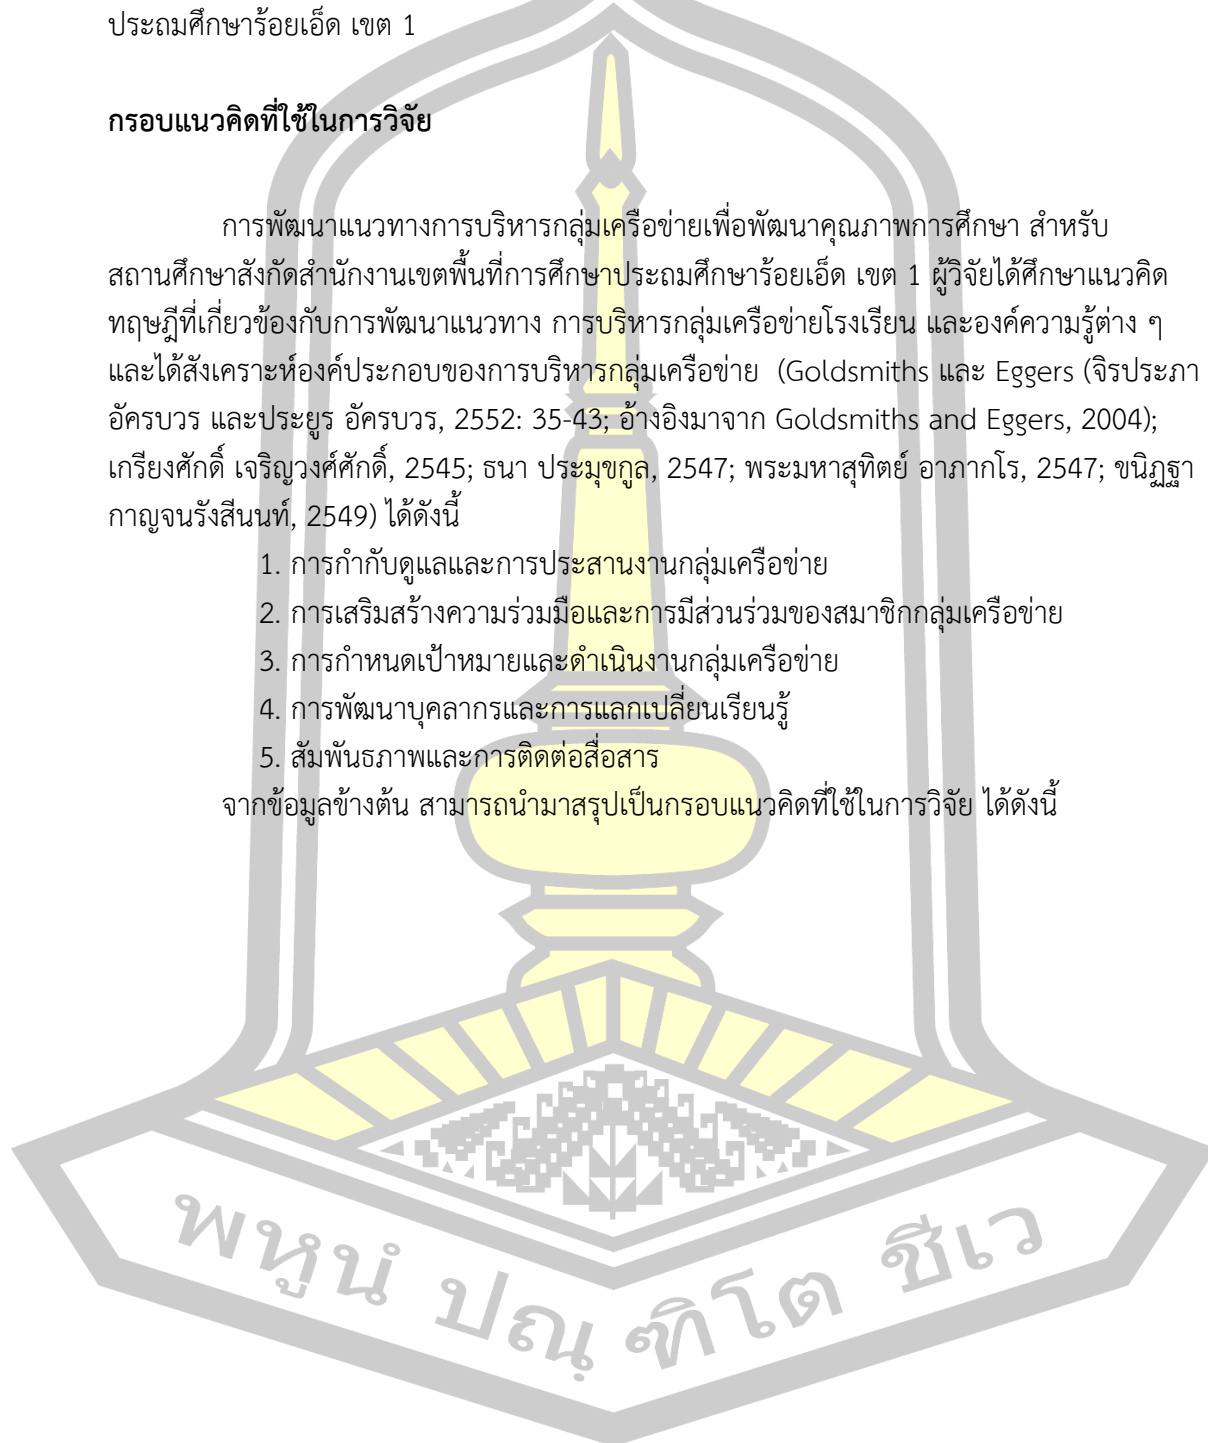 ประถมศึกษาร้อยเอ็ด เขต 1
กรอบแนวคิดที่ใช้ในการวิจัย
การพัฒนาแนวทางการบริหารกลุ่มเครือข่ายเพื่อพัฒนาคุณภาพการศึกษา สำหรับ
สถานศึกษาสังกัดสำนักงานเขตพื้นที่การศึกษาประถมศึกษาร้อยเอ็ด เขต 1 ผู้วิจัยได้ศึกษาแนวคิด
ทฤษฎีที่เกี่ยวข้องกับการพัฒนาแนวทาง การบริหารกลุ่มเครือข่ายโรงเรียน และองค์ความรู้ต่าง ๆ
และได้สังเคราะห์องค์ประกอบของการบริหารกลุ่มเครือข่าย (Goldsmiths และ Eggers (จิรประภา
อัครบวร และประยูร อัครบวร, 2552: 35-43; อ้างอิงมาจาก Goldsmiths and Eggers, 2004);
เกรียงศักดิ์ เจริญวงศ์ศักดิ์, 2545; ธนา ประมุขกูล, 2547; พระมหาสุทิตย์ อาภากโร, 2547; ขนิฏฐา
กาญจนรังสีนนท์, 2549) ได้ดังนี้
1. การกำกับดูแลและการประสานงานกลุ่มเครือข่าย
2. การเสริมสร้างความร่วมมือและการมีส่วนร่วมของสมาชิกกลุ่มเครือข่าย
3. การกำหนดเป้าหมายและดำเนินงานกลุ่มเครือข่าย
4. การพัฒนาบุคลากรและการแลกเปลี่ยนเรียนรู้
5. สัมพันธภาพและการติดต่อสื่อสาร
จากข้อมูลข้างต้น สามารถนำมาสรุปเป็นกรอบแนวคิดที่ใช้ในการวิจัย ได้ดังนี้
พหูนํ ปณฺฑิโต ชีเว